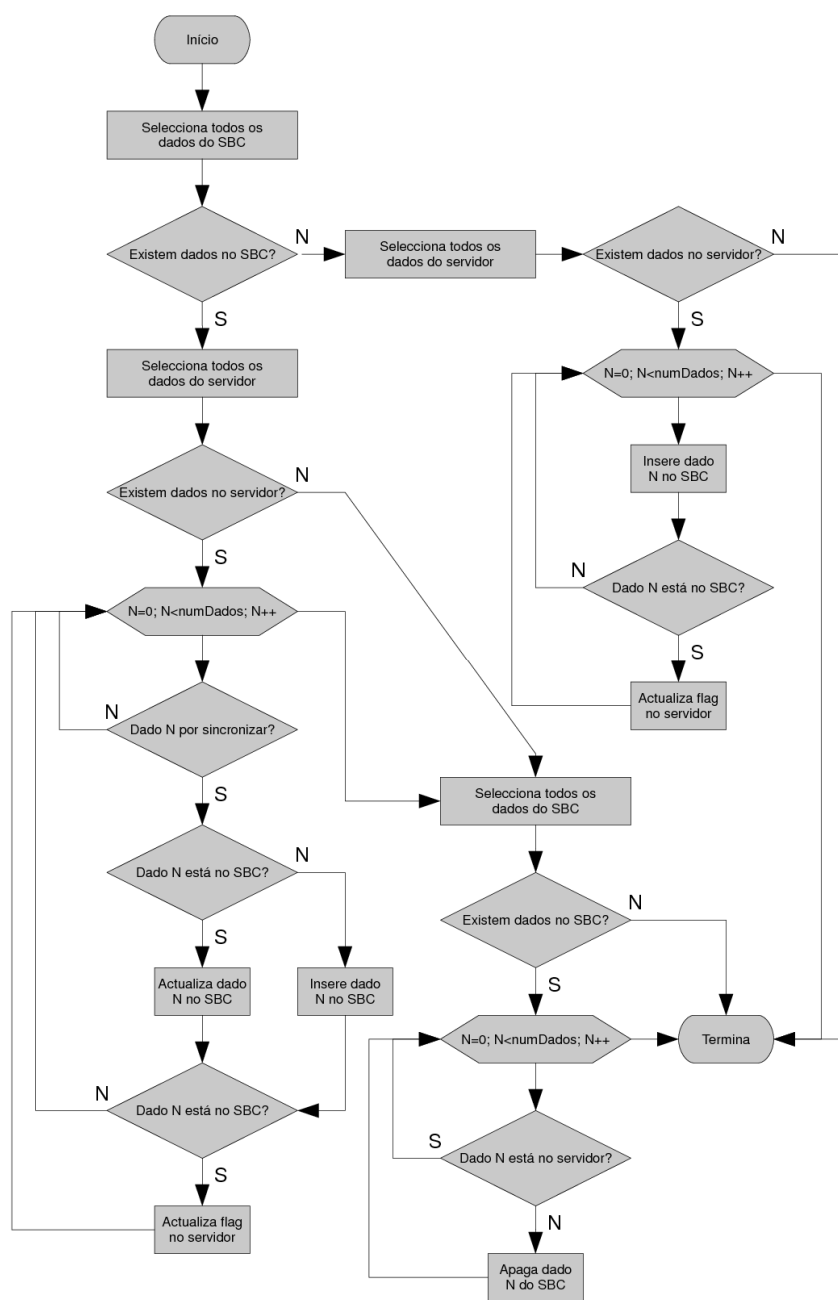 Início
Selecciona todos os
dados do SBC
Existem dados no SBC?
N
S
Selecciona todos os
dados do servidor
Existem dados no servidor?
N
S
N=0; N<numDados; N++
Insere dado
N no SBC
Dado N está no SBC?
N
S
Actualiza flag
no servidor
Selecciona todos os
dados do servidor
Existem dados no servidor?
N
S
N=0; N<numDados; N++
Dado N por sincronizar?
N
S
Dado N está no SBC?
N
S
Actualiza dado
N no SBC
Insere dado
N no SBC
Dado N está no SBC?
N
S
Actualiza flag
no servidor
Selecciona todos os
dados do SBC
Existem dados no SBC?
N
S
N=0; N<numDados; N++
Termina
Dado N está no servidor?
S
N
Apaga dado
N do SBC